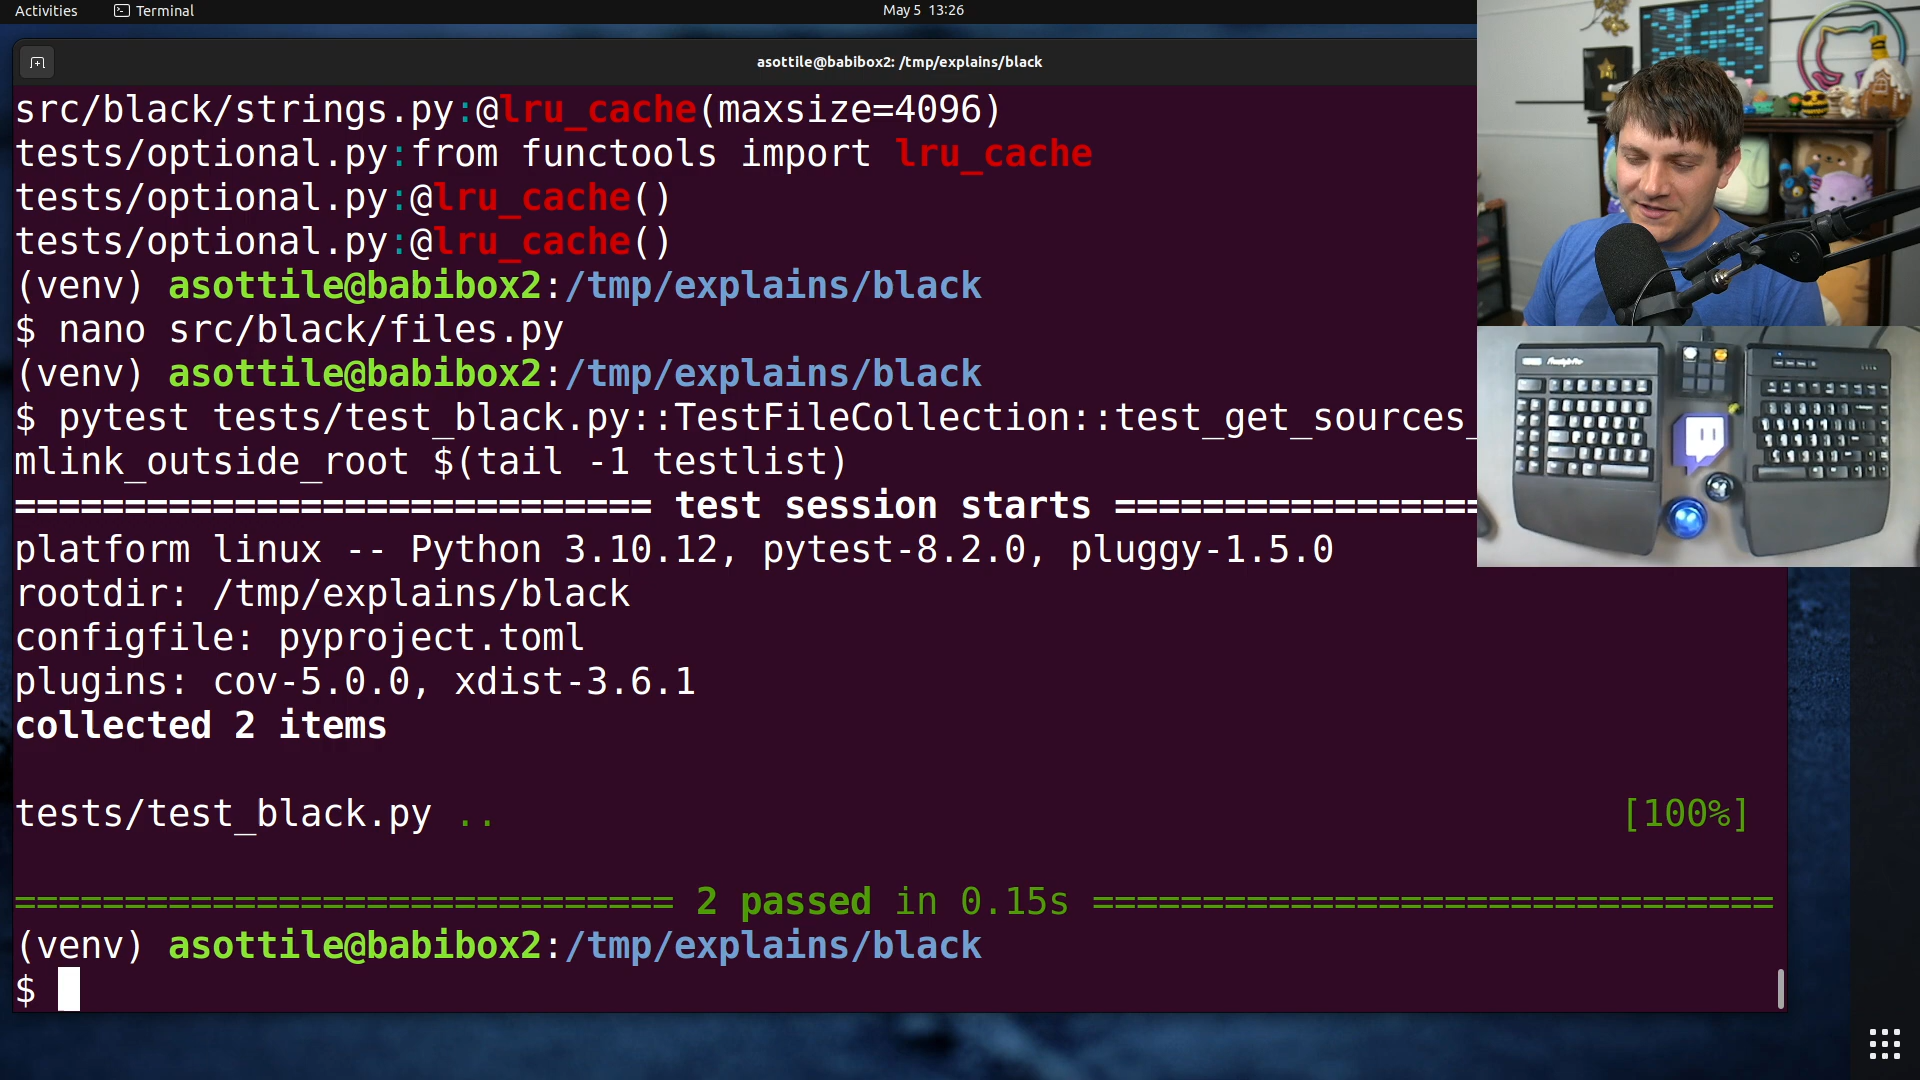 Activities
Terminal
May 5 13:26
asottile@babibox2: /tmp/explains/black
src/black/strings.py:@lru_cache(maxsize=4096)
tests/optional.py:from functools import lru_cache
tests/optional.py:@lru_cache()
tests/optional.py:@lru_cache()
(venv) asottile@babibox2:/tmp/explains/black
$ nano src/black/files.py
(venv) asottile@babibox2:/tmp/explains/black
$ pytest tests/test_black.py::TestFileCollection::test_get_sources_
mlink_outside_root $(tail -1 testlist)
============================= test session starts =================
platform linux -- Python 3.10.12, pytest-8.2.0, pluggy-1.5.0
rootdir: /tmp/explains/black
configfile: pyproject.toml
plugins: cov-5.0.0, xdist-3.6.1
collected 2 items
tests/test_black.py .. [100%]
============================== 2 passed in 0.15s ===============================
(venv) asottile@babibox2:/tmp/explains/black
$